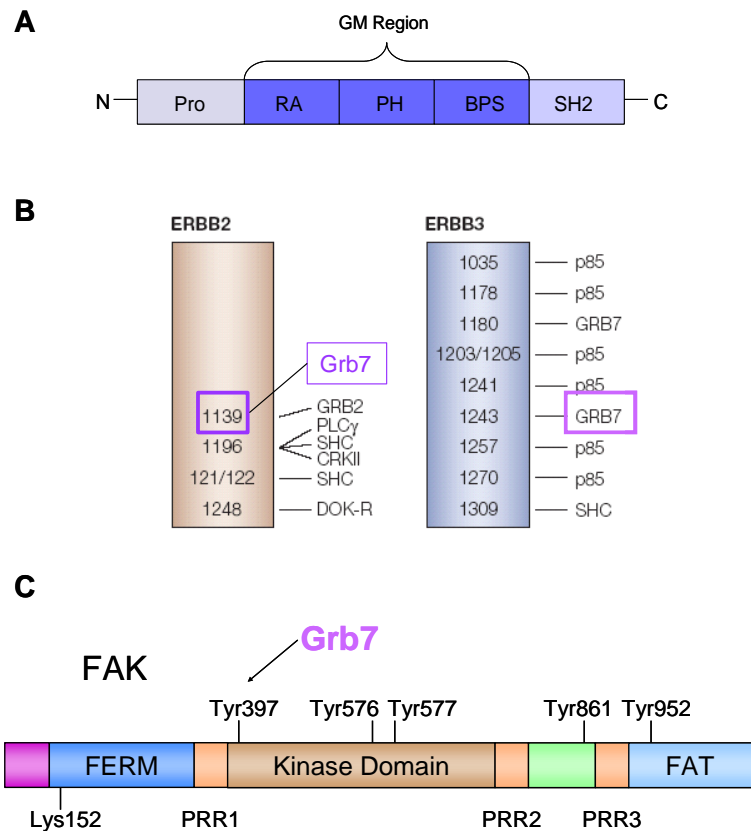 A
GM Region
N
Pro
RA
PH
BPS
SH2
C
B
ERBB2
ERBB3
Grb7
1139
GRB2
PLCγ
1196
SHC
CRKII
121/122
SHC
1248
DOK-R
1035
p85
1178
p85
1180
GRB7
1203/1205
p85
1241
p85
1243
GRB7
1257
p85
1270
p85
1309
SHC
C
Grb7
FAK
Tyr397
Tyr576
Tyr577
Tyr861
Tyr952
FERM
Kinase Domain
FAT
Lys152
PRR1
PRR2
PRR3